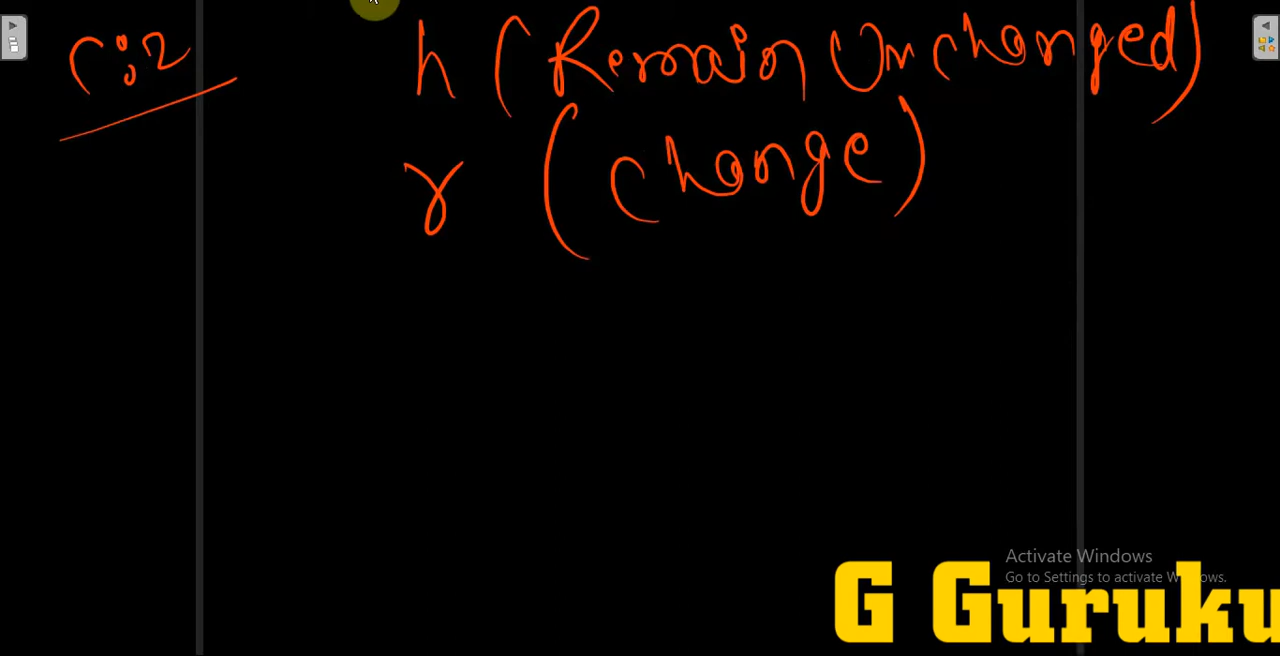 C:2
h (Remain Unchanged)
r (Change)
Activate Windows
Go to Settings to activate Windows.
G Guruku